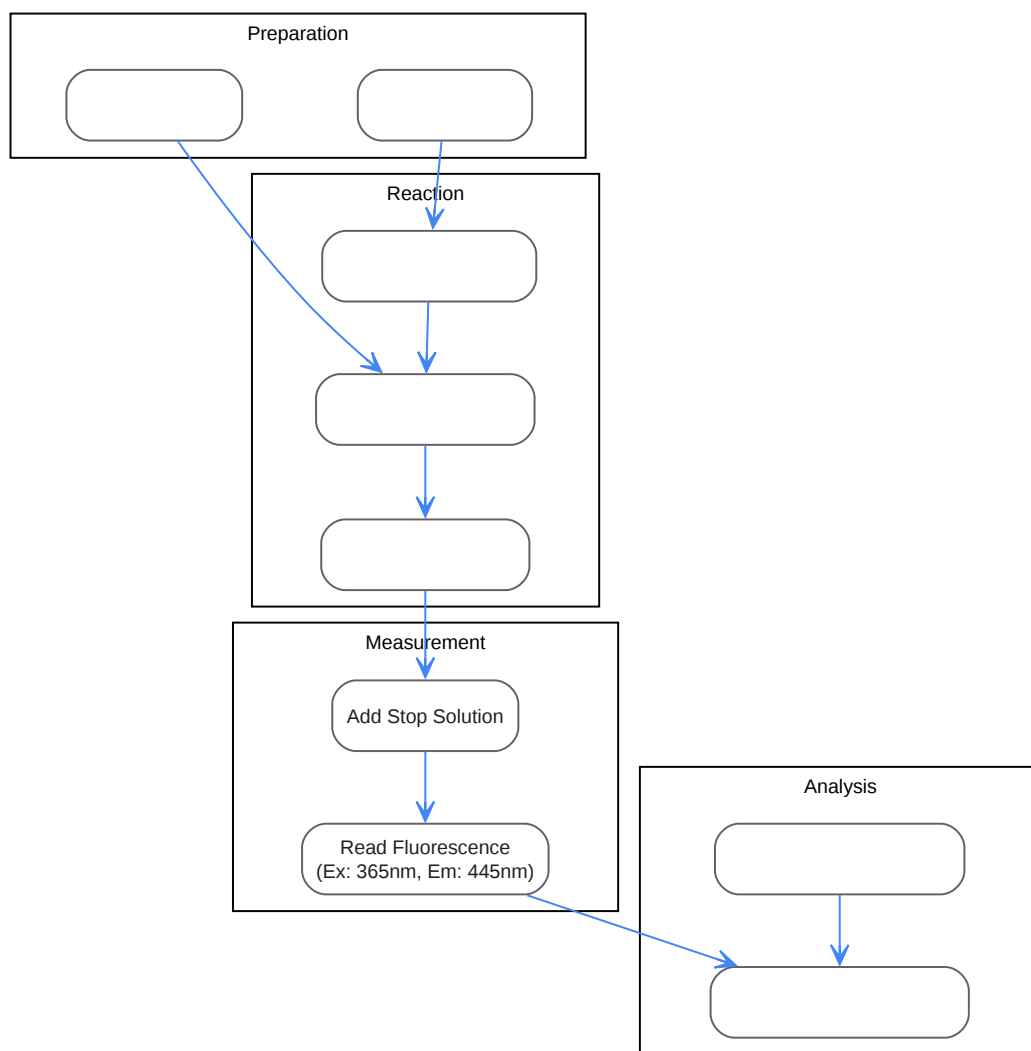 Preparation
Reaction
Measurement
Add Stop Solution
Read Fluorescence
(Ex: 365nm, Em: 445nm)
Analysis